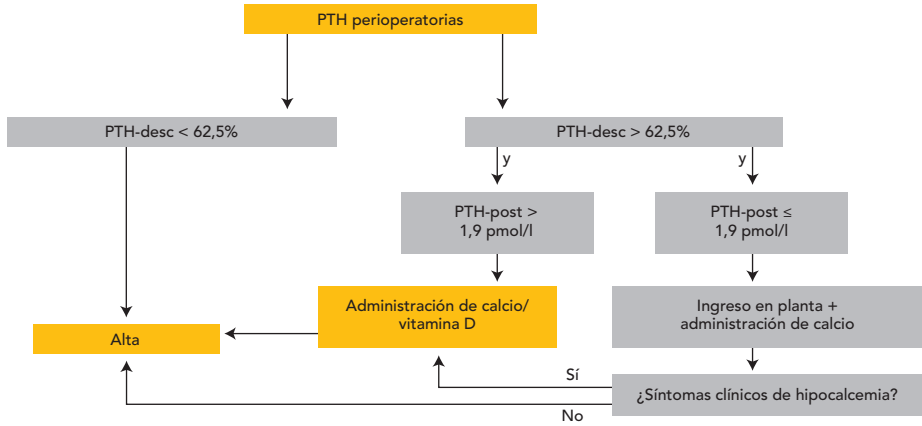 PTH perioperatorias
PTH-desc < 62,5%
PTH-desc > 62,5%
y
y
PTH-post >
1,9 pmol/l
PTH-post ≤
1,9 pmol/l
Administración de calcio/
vitamina D
Ingreso en planta +
administración de calcio
Alta
Sí
¿Síntomas clínicos de hipocalcemia?
No